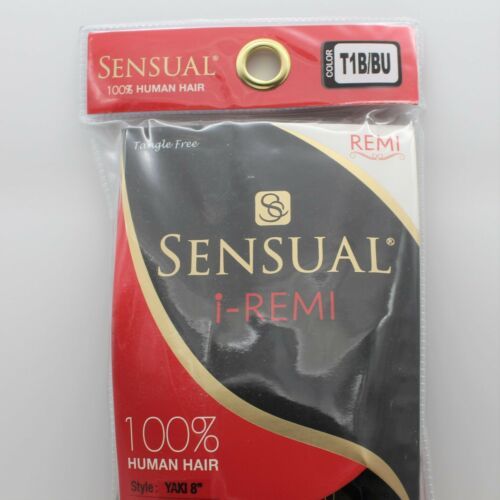 SENSUAL®
100% HUMAN HAIR
COLOR
T1B/BU
Tangle Free
REMI
SENSUAL®
i-REMI
100%
HUMAN HAIR
Style: YAKI 8"